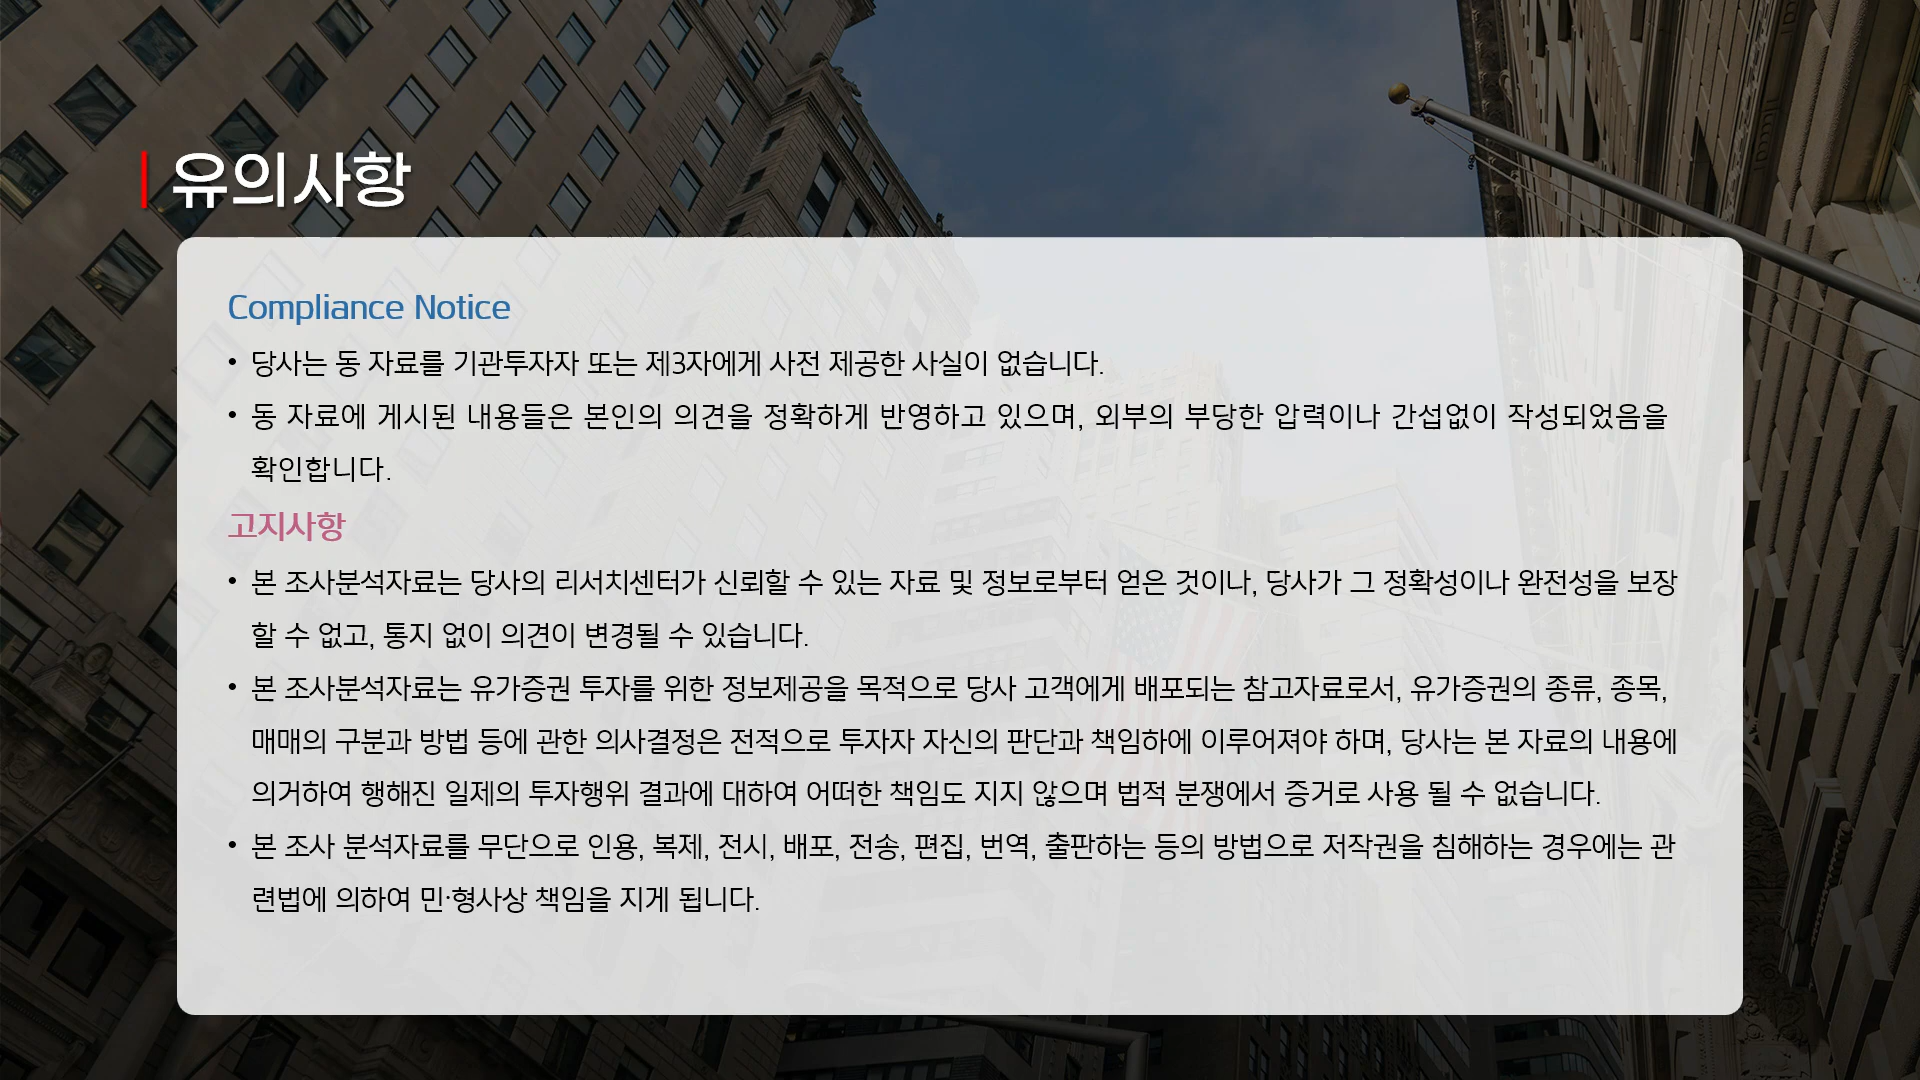 유의사항
Compliance Notice
• 당사는 동 자료를 기관투자자 또는 제3자에게 사전 제공한 사실이 없습니다.
• 동 자료에 게시된 내용들은 본인의 의견을 정확하게 반영하고 있으며, 외부의 부당한 압력이나 간섭없이 작성되었음을
확인합니다.
고지사항
• 본 조사분석자료는 당사의 리서치센터가 신뢰할 수 있는 자료 및 정보로부터 얻은 것이나, 당사가 그 정확성이나 완전성을 보장
할 수 없고, 통지 없이 의견이 변경될 수 있습니다.
• 본 조사분석자료는 유가증권 투자를 위한 정보제공을 목적으로 당사 고객에게 배포되는 참고자료로서, 유가증권의 종류, 종목,
매매의 구분과 방법 등에 관한 의사결정은 전적으로 투자자 자신의 판단과 책임하에 이루어져야 하며, 당사는 본 자료의 내용에
의거하여 행해진 일제의 투자행위 결과에 대하여 어떠한 책임도 지지 않으며 법적 분쟁에서 증거로 사용 될 수 없습니다.
• 본 조사 분석자료를 무단으로 인용, 복제, 전시, 배포, 전송, 편집, 번역, 출판하는 등의 방법으로 저작권을 침해하는 경우에는 관
련법에 의하여 민·형사상 책임을 지게 됩니다.